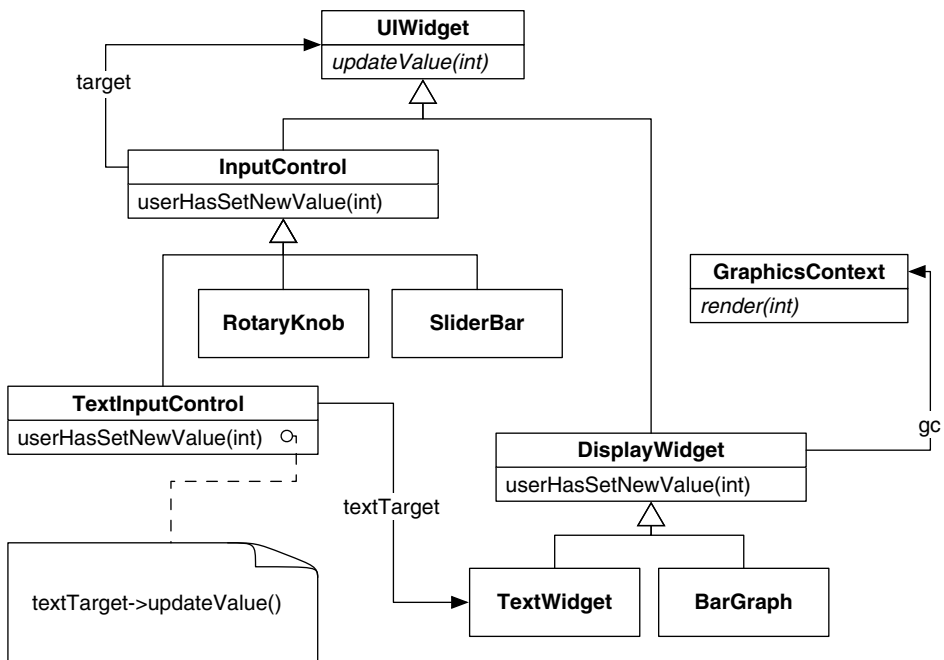 UIWidget
updateValue(int)
target
InputControl
userHasSetNewValue(int)
GraphicsContext
render(int)
RotaryKnob
SliderBar
TextInputControl
userHasSetNewValue(int)
gc
DisplayWidget
userHasSetNewValue(int)
textTarget
textTarget->updateValue()
TextWidget
BarGraph